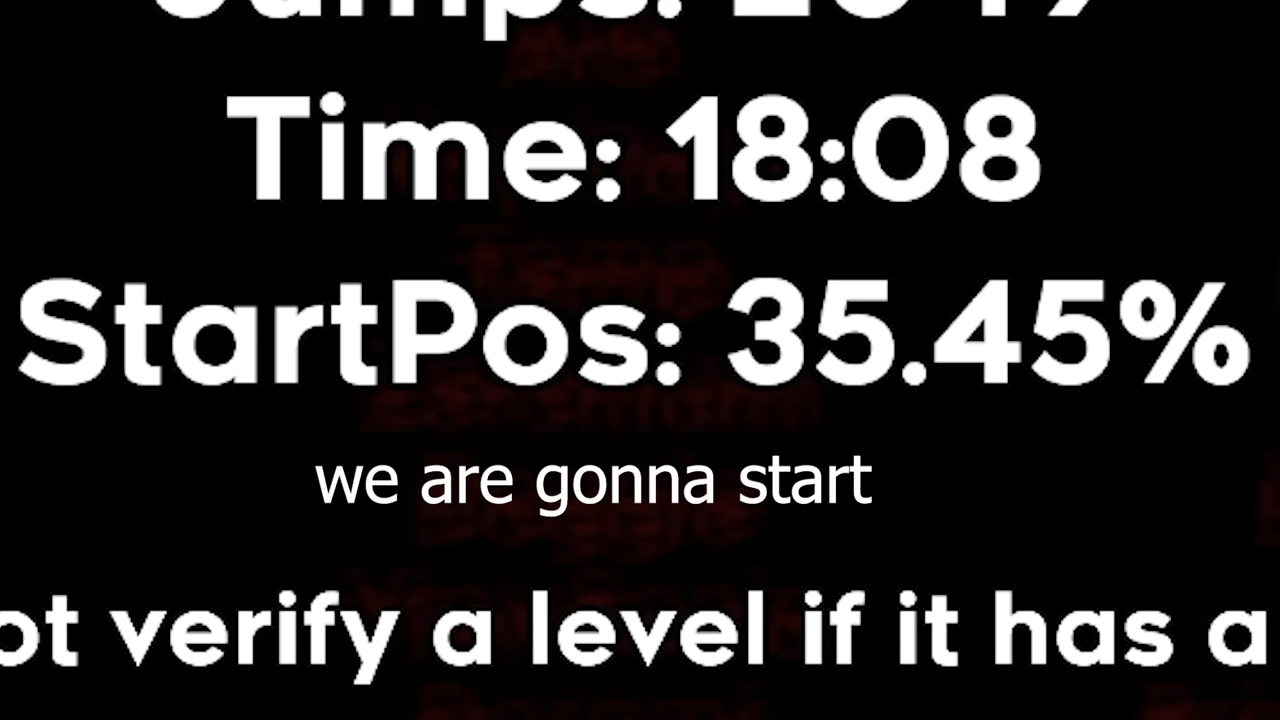 Time: 18:08
StartPos: 35.45%
we are gonna start
verify a level if it has a